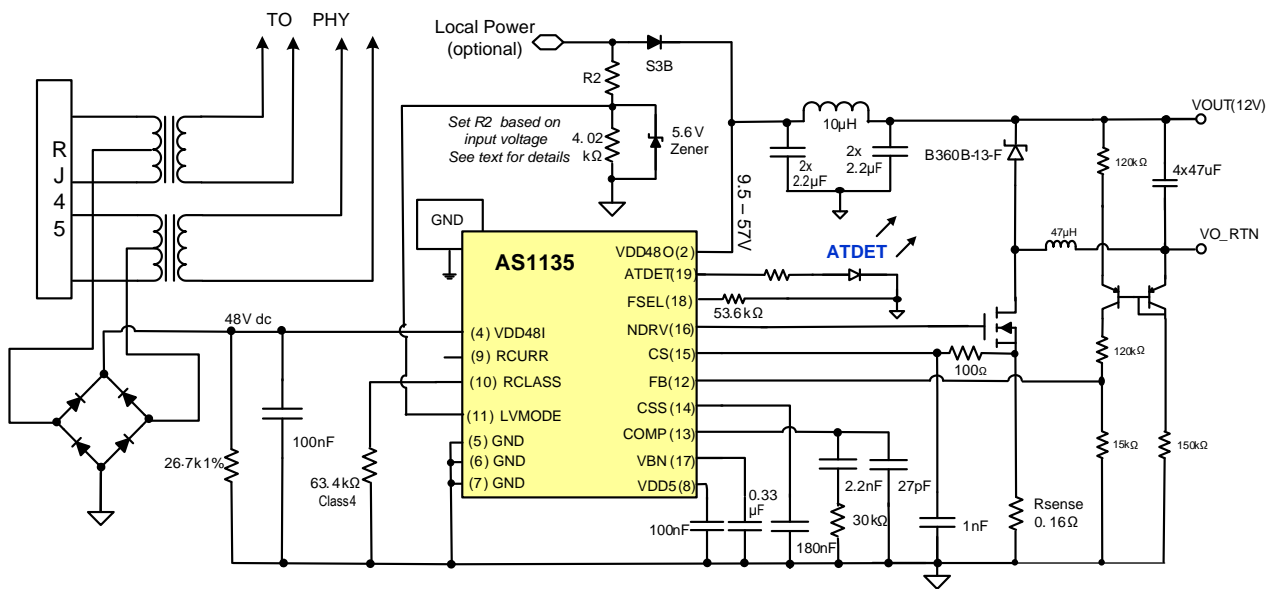 TO PHY
Local Power
(optional)
S3B
R2
Set R2 based on
input voltage
See text for details
4.02
kΩ
5.6V
Zener
10µH
2x
2.2µF
2x
2.2µF
B360B-13-F
VOUT(12V)
120kΩ
4x47uF
9.5 – 57V
R
J
4
5
GND
AS1135
VDD48O(2)
ATDET(19)
FSEL(18)
NDRV(16)
CS(15)
FB(12)
CSS(14)
COMP(13)
VBN(17)
VDD5(8)
(4) VDD48I
(9) RCURR
(10) RCLASS
(11) LVMODE
(5) GND
(6) GND
(7) GND
ATDET
53.6kΩ
47µH
VO_RTN
48V dc
100Ω
120kΩ
100nF
26.7k1%
63.4kΩ
Class4
15kΩ
150kΩ
2.2nF
27pF
0.33
µF
100nF
30kΩ
180nF
1nF
Rsense
0.16Ω